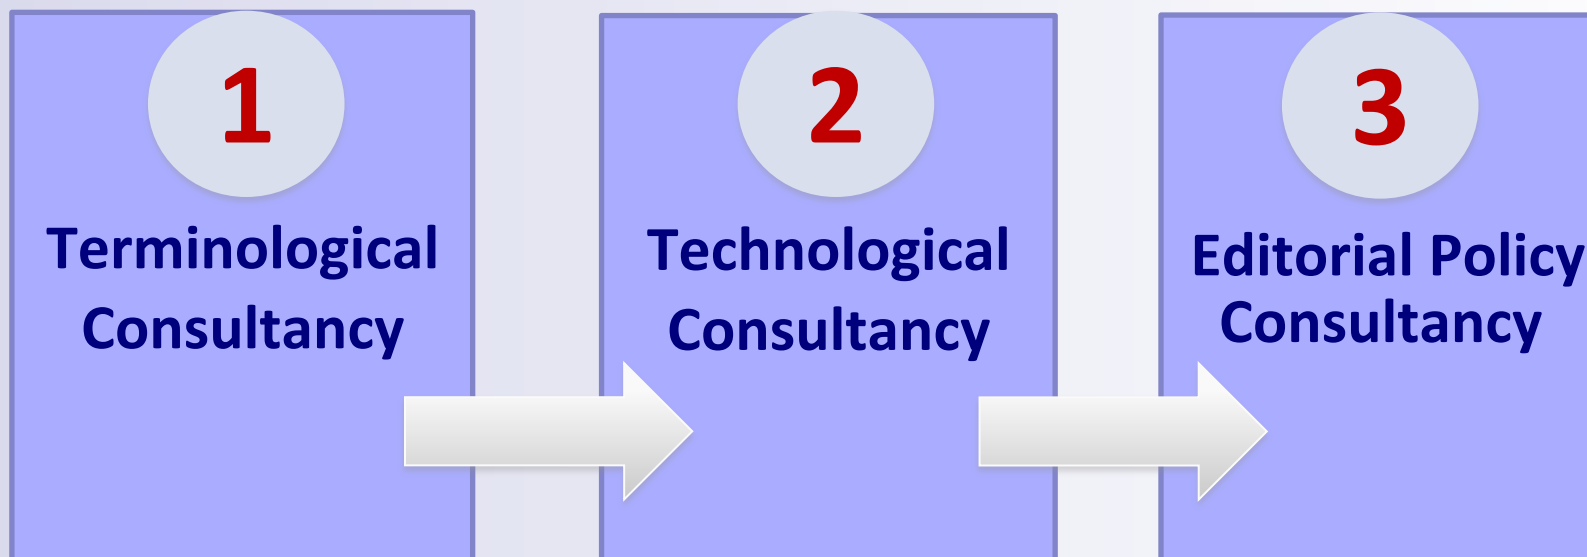 1
Terminological
Consultancy
2
Technological
Consultancy
3
Editorial Policy
Consultancy